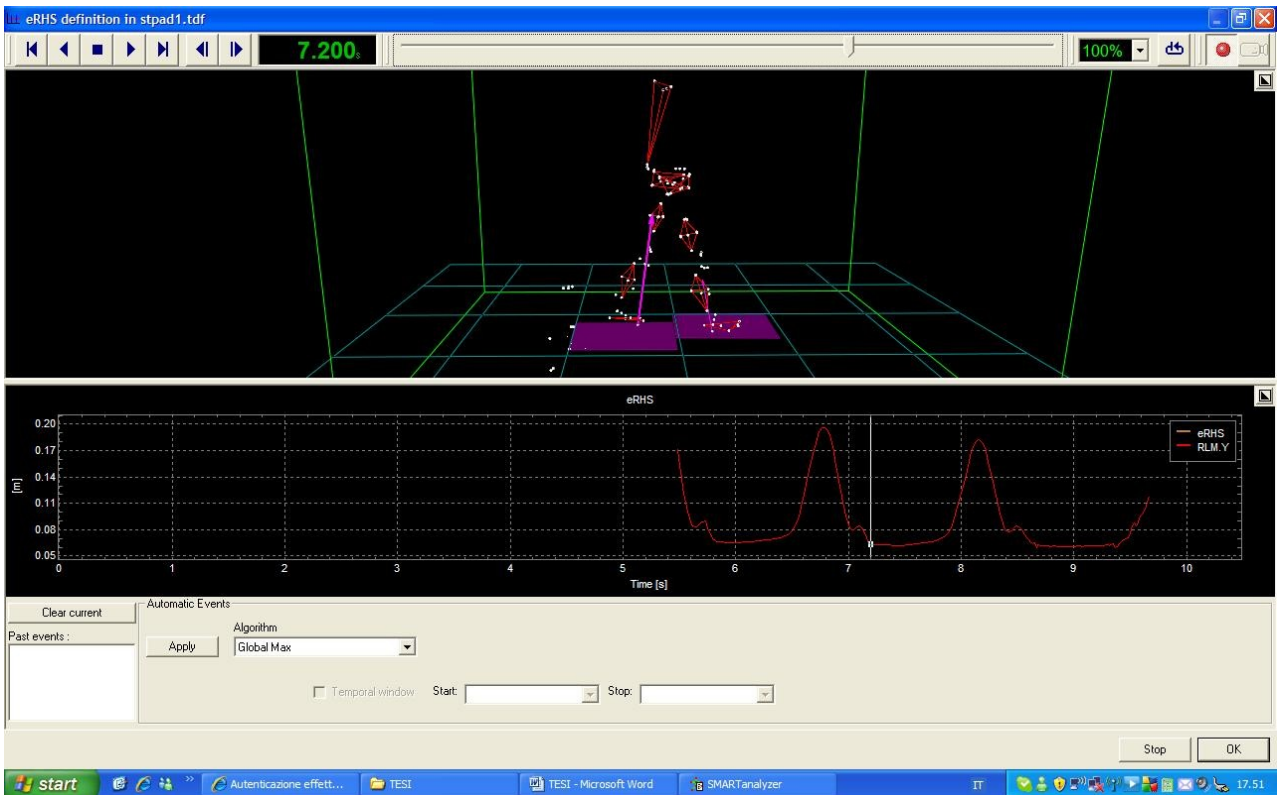 eRHS definition in stpad1.tdf
7.200s
100%
eRHS
0.20
0.17
0.14
0.11
0.08
0.05
[m]
eRHS
RLM.Y
0 1 2 3 4 5 6 7 8 9 10
Time [s]
Clear current
Past events :
Automatic Events
Apply
Algorithm
Global Max
Temporal window
Start:
Stop:
Stop
OK
start
»
Autenticazione effett...
TESI
TESI - Microsoft Word
SMARTanalyzer
IT
17.51